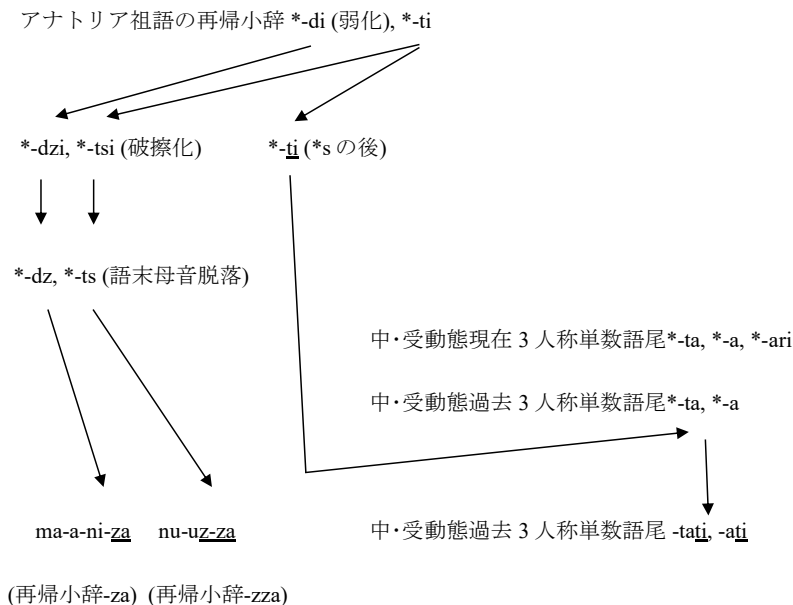 アナトリア祖語の再帰小辞 *-di (弱化), *-ti
*-dzi, *-tsi (破擦化) *-ti (*s の後)
*-dz, *-ts (語末母音脱落)
中・受動態現在 3 人称単数語尾*-ta, *-a, *-ari
中・受動態過去 3 人称単数語尾*-ta, *-a
ma-a-ni-za nu-uz-za 中・受動態過去 3 人称単数語尾 -tati, -ati
(再帰小辞-za) (再帰小辞-zza)